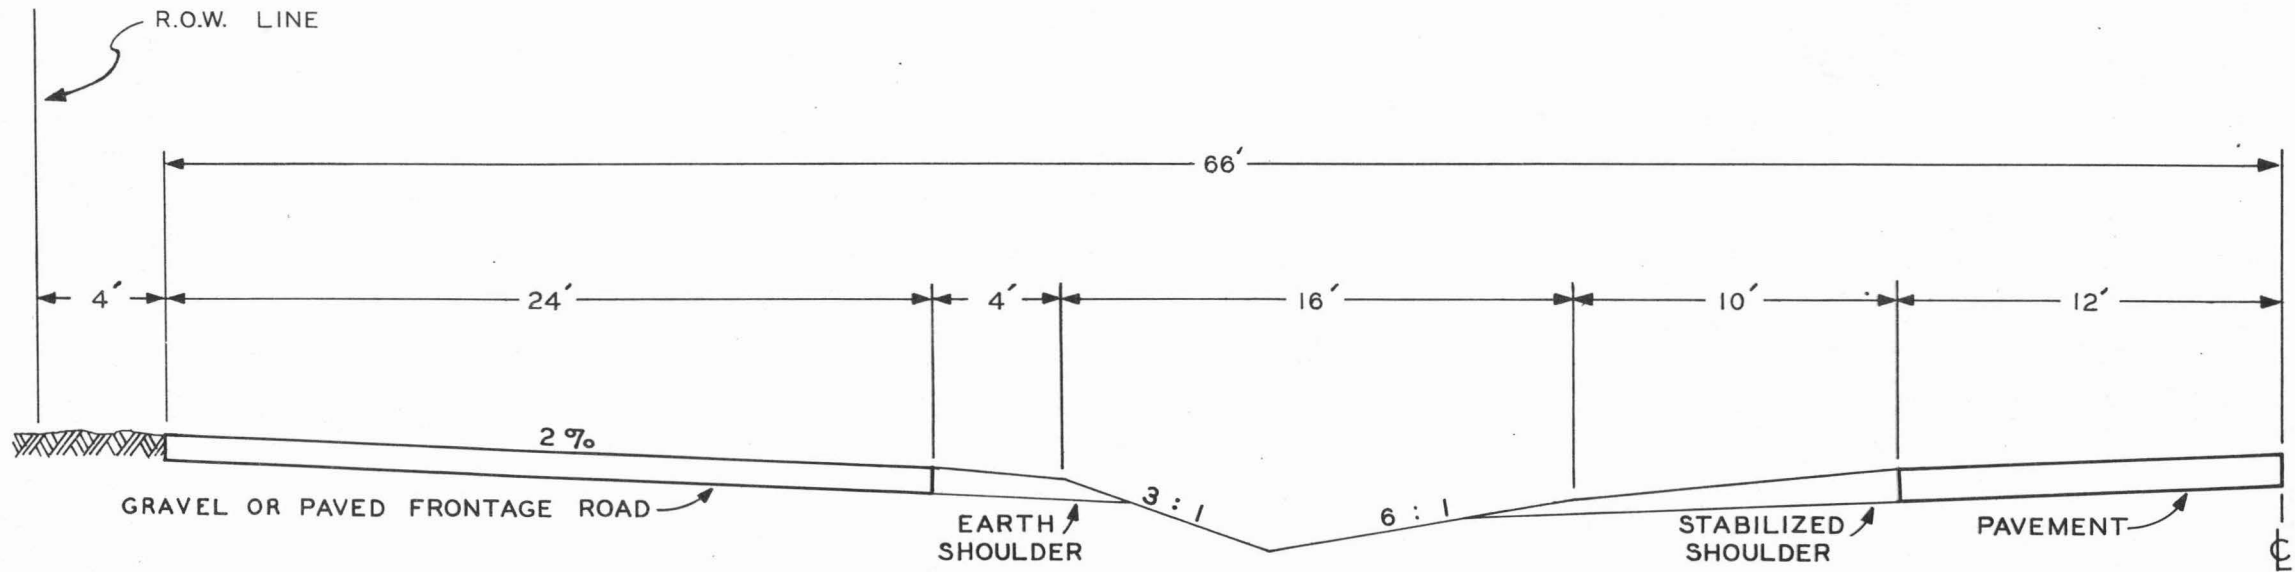 R.O.W. LINE
66′
4′ 24′ 4′ 16′ 10′ 12′
2%
GRAVEL OR PAVED FRONTAGE ROAD
3 : 1
6 : 1
EARTH
SHOULDER
STABILIZED
SHOULDER
PAVEMENT
℄